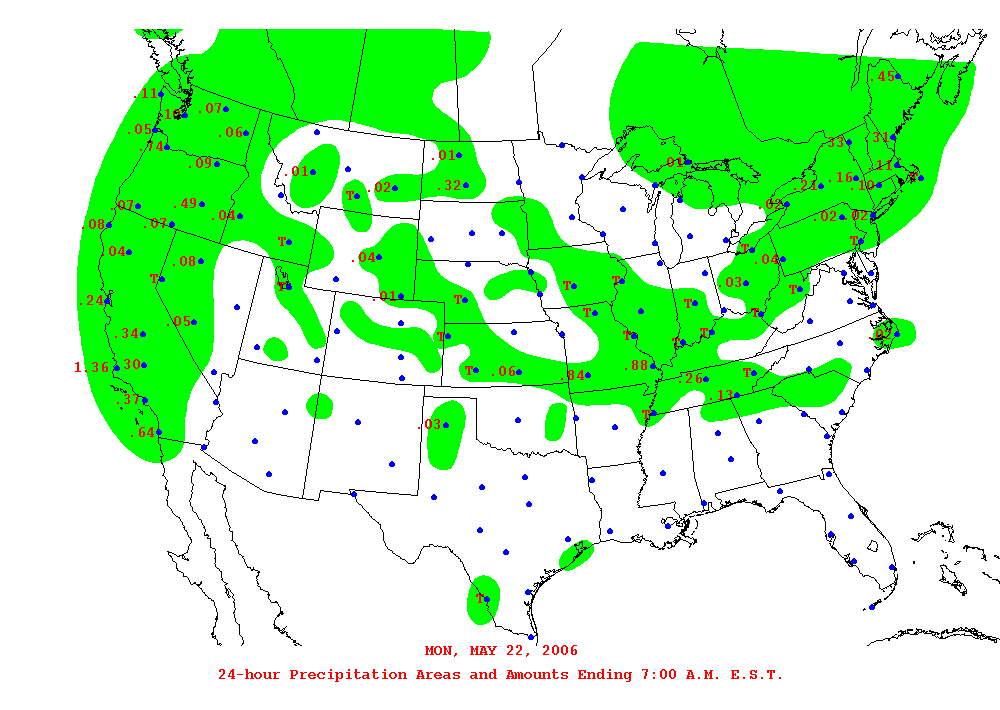 .45
.11
.07
.05
.06
.31
.74
.33
.01
.01
.09
.11
.01
.16
.02
.32
.24
.10
T
.49
.02
.07
.04
.02
.02
.08
.07
T
T
T
.04
.04
.04
.08
T
T
.03
T
T
T
.01
.24
T
T
T
T
.05
.34
T
T
T
T
.02
1.36
.30
.88
T
.06
.84
.26
T
.37
.13
T
.03
.64
T
MON, MAY 22, 2006
24-hour Precipitation Areas and Amounts Ending 7:00 A.M. E.S.T.